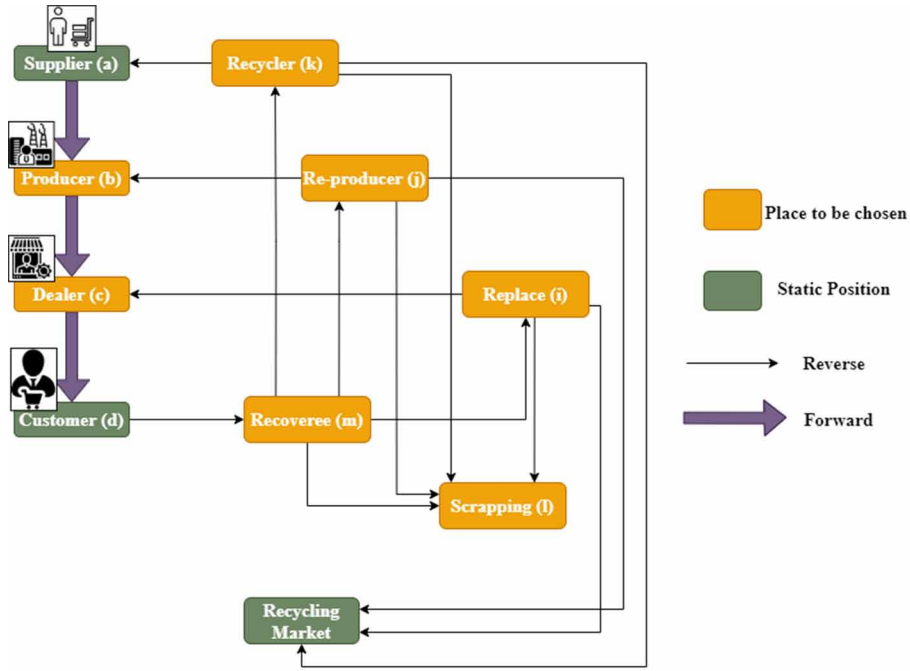 Supplier (a)
Recycler (k)
Producer (b)
Re-producer (j)
Dealer (c)
Replace (i)
Customer (d)
Recoveree (m)
Scrapping (l)
Recycling
Market
Place to be chosen
Static Position
Reverse
Forward